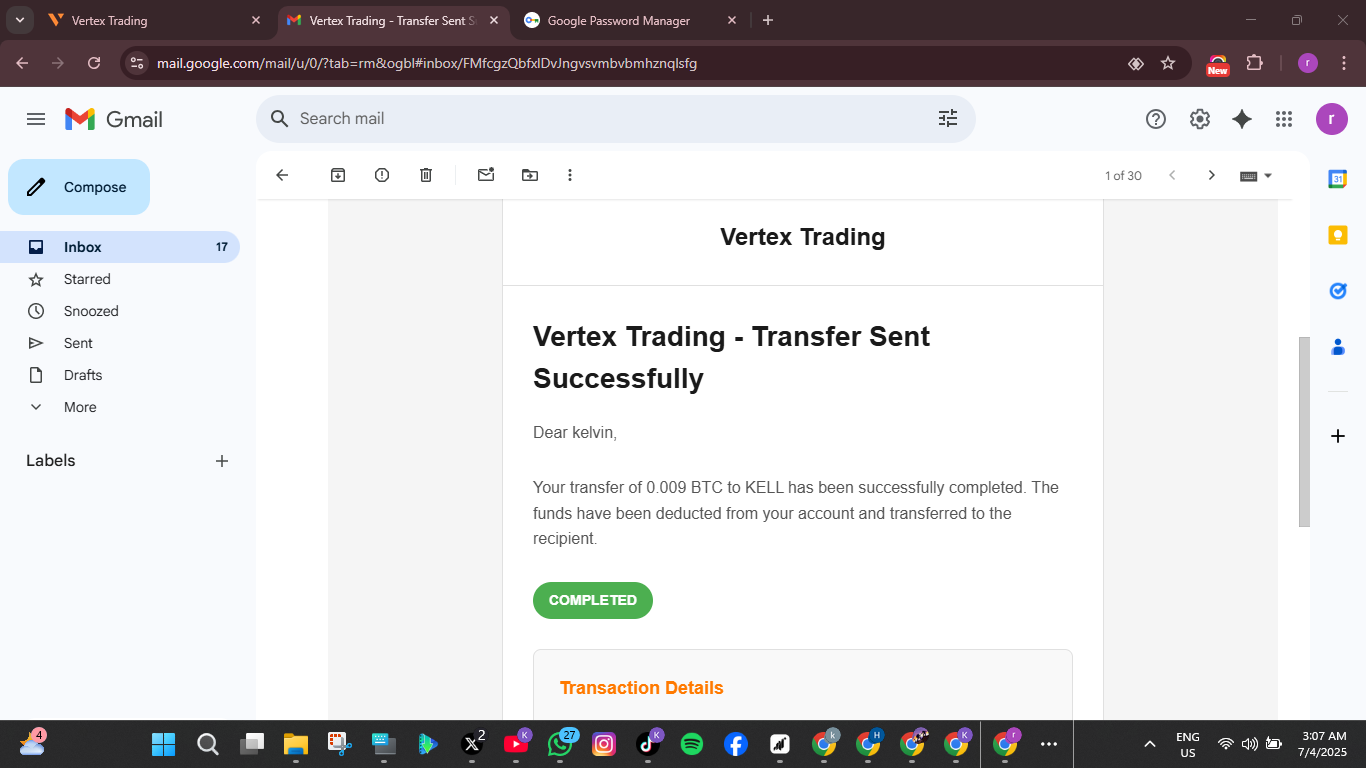 Vertex Trading
Vertex Trading - Transfer Sent S
Google Password Manager
mail.google.com/mail/u/0/?tab=rm&ogbl#inbox/FMfcgzQbfxlDvJngvsvmbvbmhznqlsfg
New
r
Gmail
Search mail
r
Compose
1 of 30
31
Inbox 17
Starred
Snoozed
Sent
Drafts
More
Labels
Vertex Trading
Vertex Trading - Transfer Sent
Successfully
Dear kelvin,
Your transfer of 0.009 BTC to KELL has been successfully completed. The
funds have been deducted from your account and transferred to the
recipient.
COMPLETED
Transaction Details
4
2
K
27
K
k
H
K
r
ENG
US
3:07 AM
7/4/2025